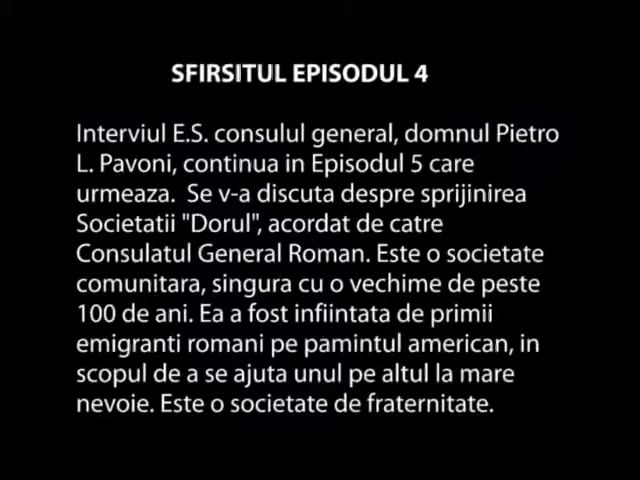 SFIRSITUL EPISODUL 4
Interviul E.S. consulul general, domnul Pietro
L. Pavoni, continua in Episodul 5 care
urmeaza.  Se v-a discuta despre sprijinirea
Societatii "Dorul", acordat de catre
Consulatul General Roman. Este o societate
comunitara, singura cu o vechime de peste
100 de ani. Ea a fost infiintata de primii
emigranti romani pe pamintul american, in
scopul de a se ajuta unul pe altul la mare
nevoie. Este o societate de fraternitate.